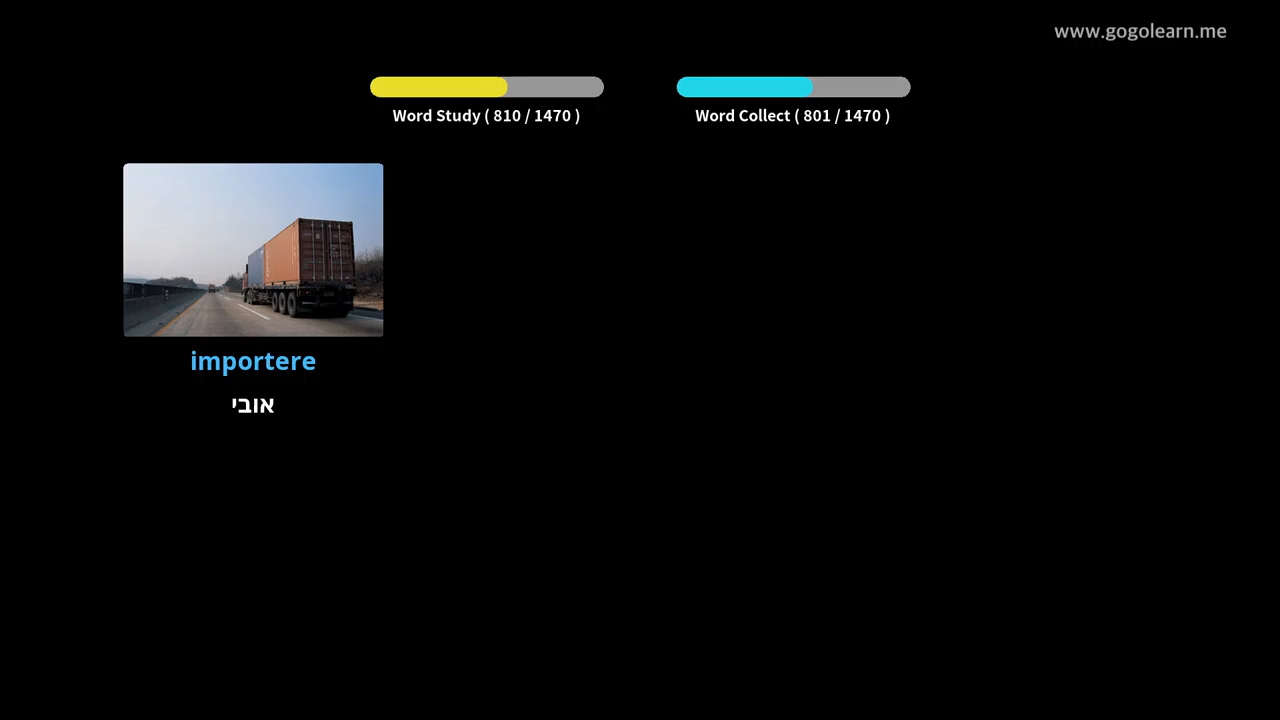 www.gogolearn.me
Word Study ( 810 / 1470 )
Word Collect ( 801 / 1470 )
importere
אובי